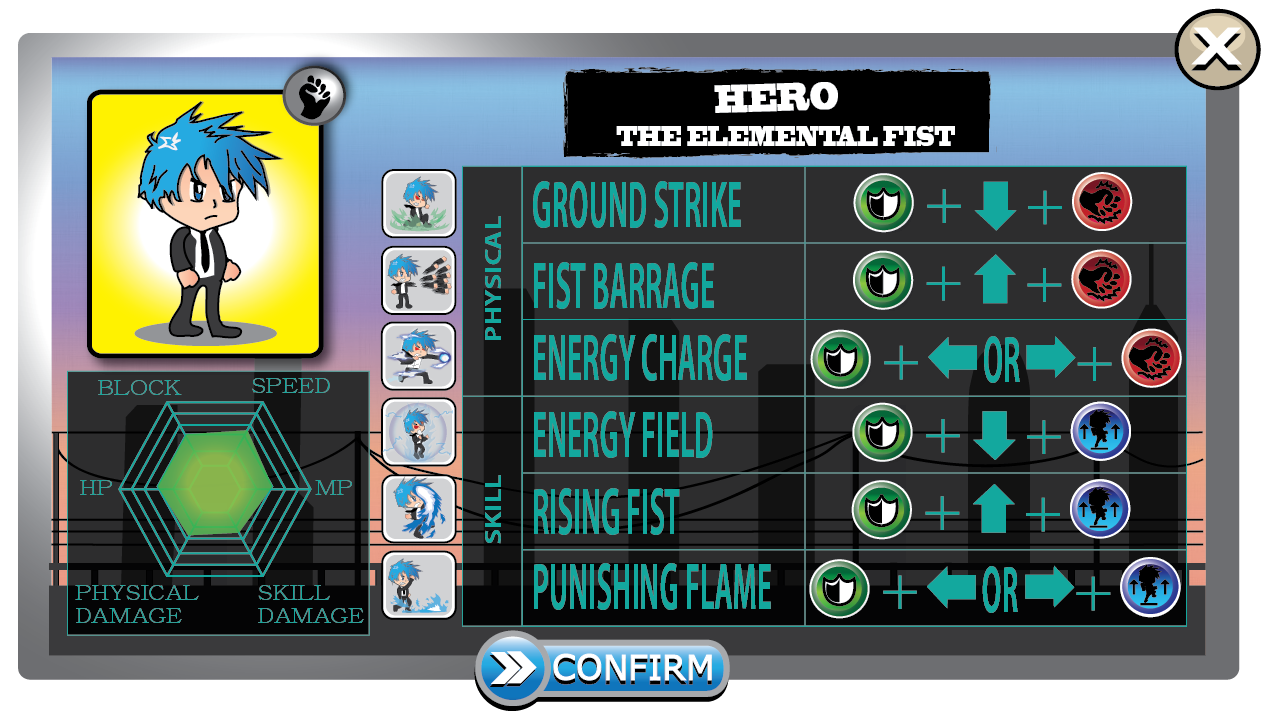 HERO
THE ELEMENTAL FIST
PHYSICAL
GROUND STRIKE + +
FIST BARRAGE + +
ENERGY CHARGE + OR +
SKILL
ENERGY FIELD + +
RISING FIST + +
PUNISHING FLAME + OR +
BLOCK SPEED
HP MP
PHYSICAL DAMAGE
SKILL DAMAGE
CONFIRM
X